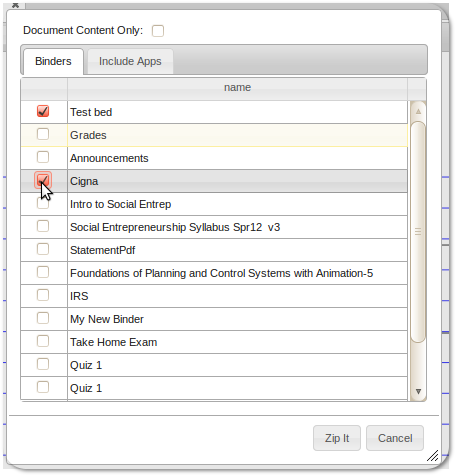 Document Content Only:
Binders Include Apps
name
Test bed
Grades
Announcements
Cigna
Intro to Social Entrep
Social Entrepreneurship Syllabus Spr12 v3
StatementPdf
Foundations of Planning and Control Systems with Animation-5
IRS
My New Binder
Take Home Exam
Quiz 1
Quiz 1
Zip It Cancel